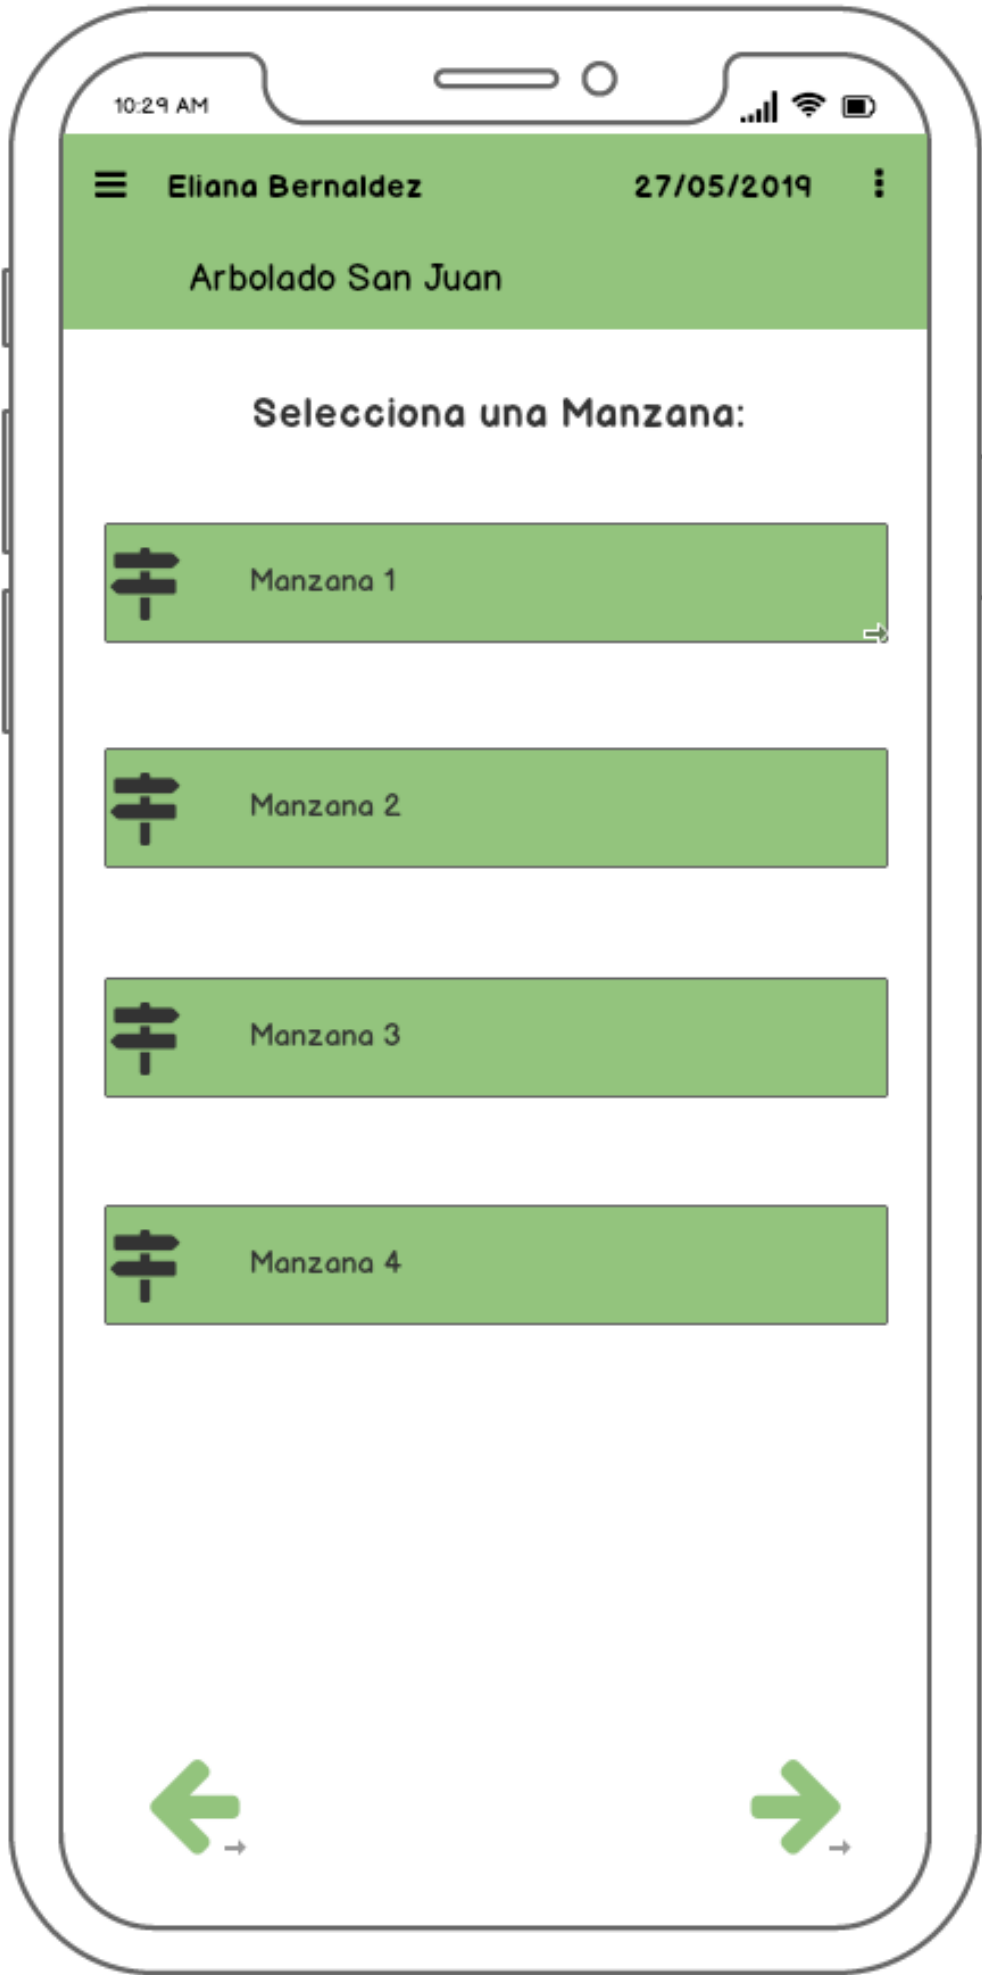 10:29 AM
Eliana Bernaldez 27/05/2019
Arbolado San Juan
Selecciona una Manzana:
Manzana 1
Manzana 2
Manzana 3
Manzana 4